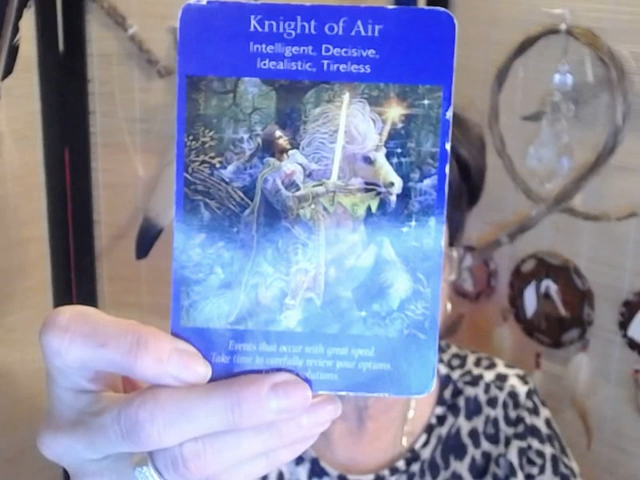 Knight of Air
Intelligent, Decisive,
Idealistic, Tireless
Events that occur with great speed.
Take time to carefully review your options.
solutions.